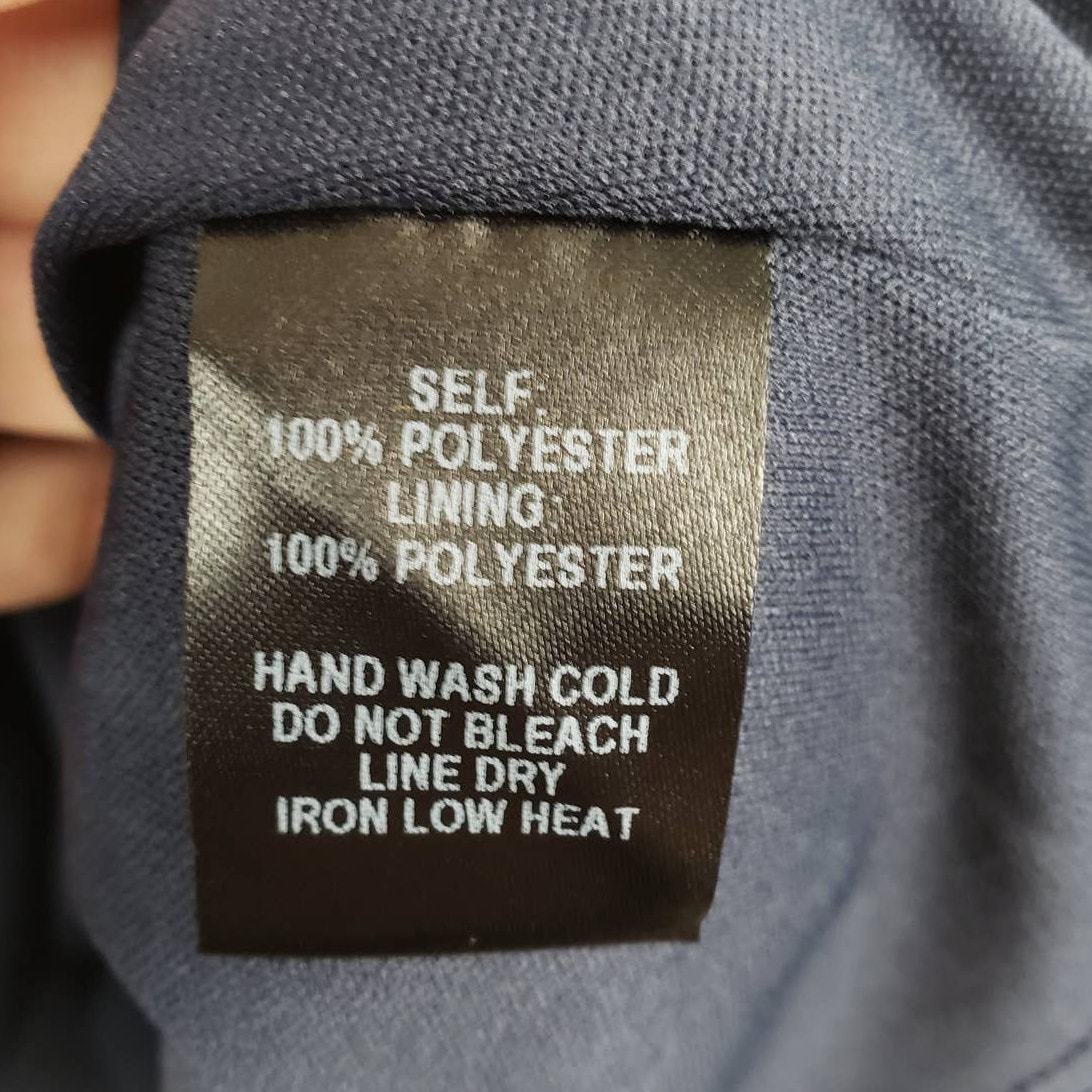 SELF:
100% POLYESTER
LINING:
100% POLYESTER
HAND WASH COLD
DO NOT BLEACH
LINE DRY
IRON LOW HEAT